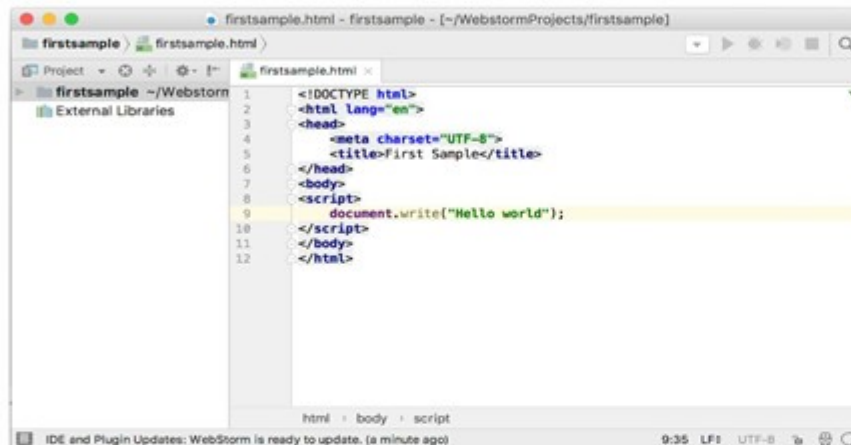 firstsample.html - firstsample - [~/WebstormProjects/firstsample]
firstsample firstsample.html
Project firstsample.html
firstsample ~/Webstorm
External Libraries
1 <!DOCTYPE html>
2 <html lang="en">
3 <head>
4 <meta charset="UTF-8">
5 <title>First Sample</title>
6 </head>
7 <body>
8 <script>
9 document.write("Hello world");
10 </script>
11 </body>
12 </html>
html › body › script
IDE and Plugin Updates: WebStorm is ready to update. (a minute ago) 9:35 LF‡ UTF-8